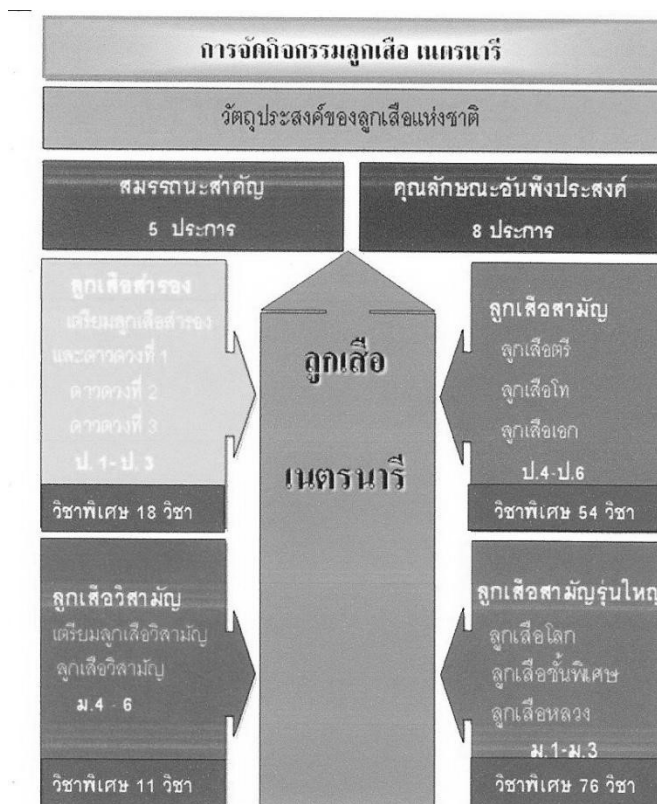 การจัดกิจกรรมลูกเสือ เนตรนารี
วัตถุประสงค์ของลูกเสือแห่งชาติ
สมรรถนะสำคัญ
5 ประการ
คุณลักษณะอันพึงประสงค์
8 ประการ
ลูกเสือสำรอง
เตรียมลูกเสือสำรอง
และดาวดวงที่ 1
ดาวดวงที่ 2
ดาวดวงที่ 3
ป.1- ป.3
วิชาพิเศษ 18 วิชา
ลูกเสือ
เนตรนารี
ลูกเสือสามัญ
ลูกเสือตรี
ลูกเสือโท
ลูกเสือเอก
ป.4-ป.6
วิชาพิเศษ 54 วิชา
ลูกเสือวิสามัญ
เตรียมลูกเสือวิสามัญ
ลูกเสือวิสามัญ
ม.4 - 6
วิชาพิเศษ 11 วิชา
ลูกเสือสามัญรุ่นใหญ่
ลูกเสือโลก
ลูกเสือชั้นพิเศษ
ลูกเสือหลวง
ม.1-ม.3
วิชาพิเศษ 76 วิชา